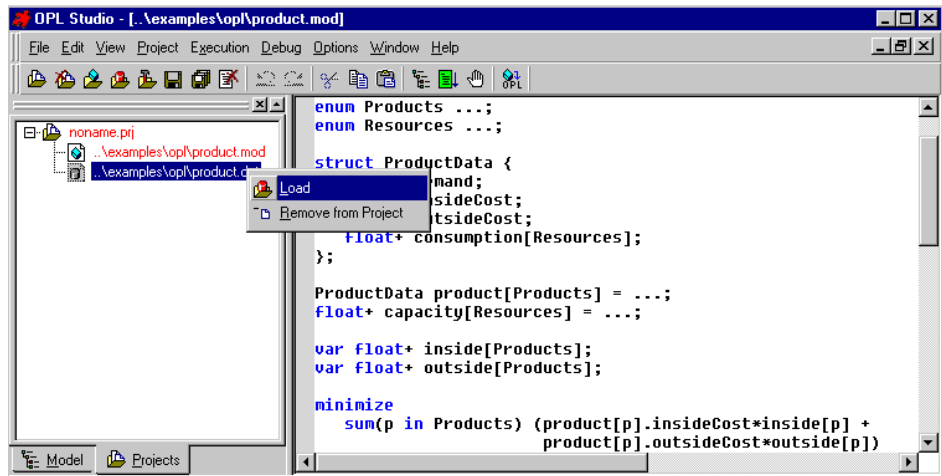 OPL Studio - [..\examples\opl\product.mod]
File Edit View Project Execution Debug Options Window Help
OPL
noname.prj
..\examples\opl\product.mod
..\examples\opl\product.d
Load
Remove from Project
Model Projects
enum Products ...;
enum Resources ...;
struct ProductData {
mand;
sideCost;
tsideCost;
float+ consumption[Resources];
};
ProductData product[Products] = ...;
float+ capacity[Resources] = ...;
var float+ inside[Products];
var float+ outside[Products];
minimize
sum(p in Products) (product[p].insideCost*inside[p] +
product[p].outsideCost*outside[p])